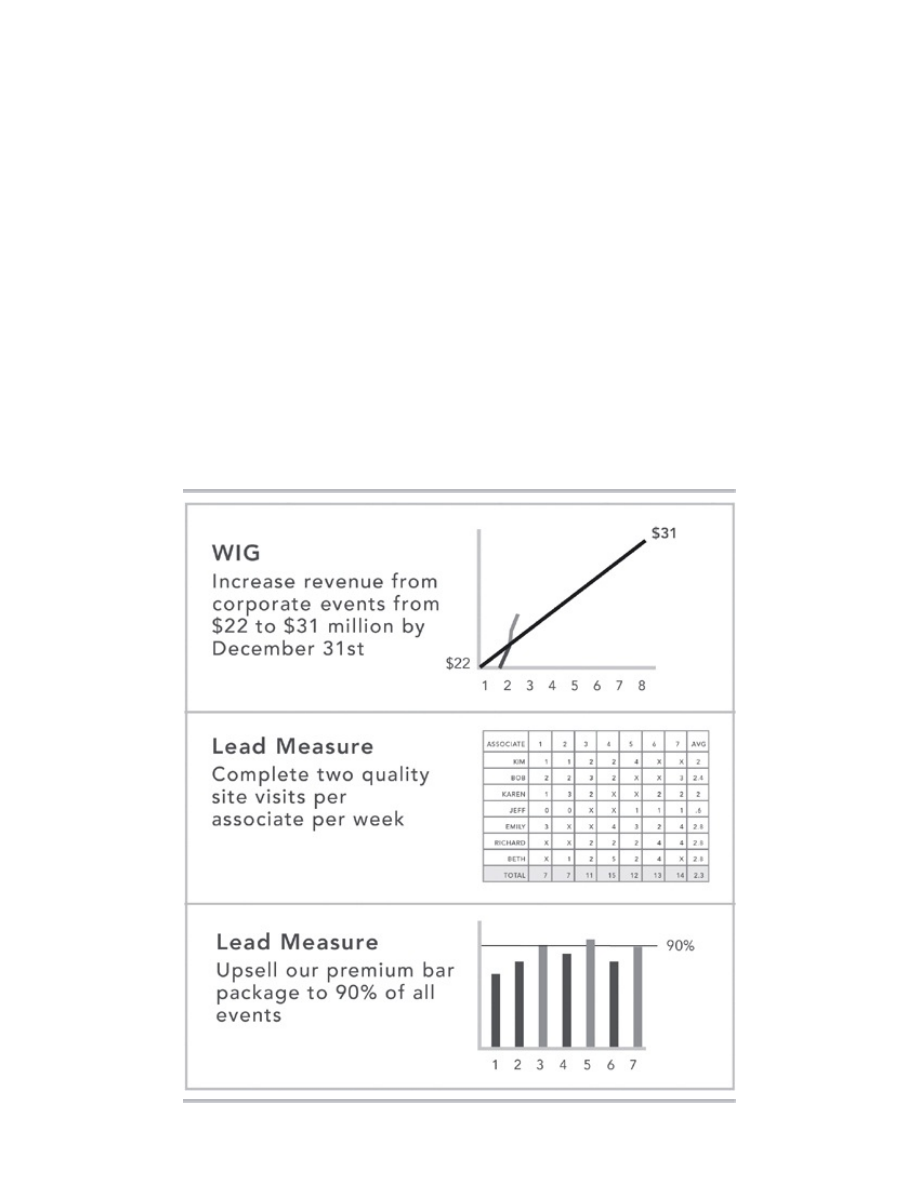 WIG
Increase revenue from
corporate events from
$22 to $31 million by
December 31st
$31
$22
1 2 3 4 5 6 7 8
Lead Measure
Complete two quality
site visits per
associate per week
ASSOCIATE 1 2 3 4 5 6 7 AVG
KIM 1 1 2 2 4 X X 2
BOB 2 2 3 2 X X 3 2.4
KAREN 1 3 2 X X 2 2 2
JEFF 0 0 X X 1 1 1 .6
EMILY 3 X X 4 3 2 4 2.8
RICHARD X X 2 2 2 4 4 2.8
BETH X 1 2 5 2 4 X 2.8
TOTAL 7 7 11 15 12 13 14 2.3
Lead Measure
Upsell our premium bar
package to 90% of all
events
90%
1 2 3 4 5 6 7